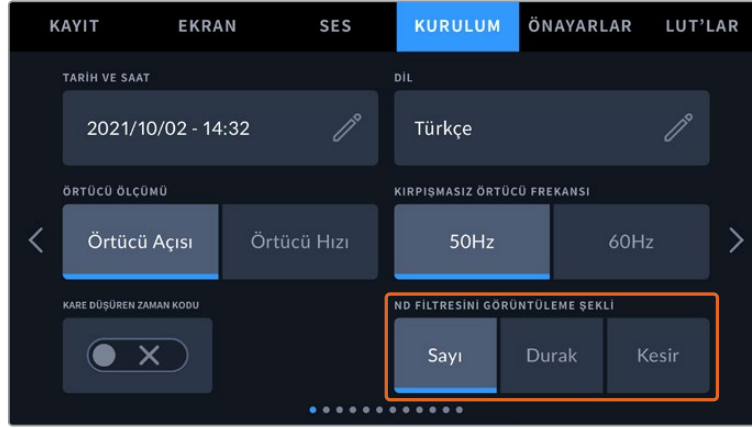 KAYIT EKRAN SES KURULUM ÖNAYARLAR LUT'LAR
TARİH VE SAAT DİL
2021/10/02 - 14:32 Türkçe
ÖRTÜCÜ ÖLÇÜMÜ KIRPIŞMASIZ ÖRTÜCÜ FREKANSI
Örtücü Açısı Örtücü Hızı 50Hz 60Hz
KARE DÜŞÜREN ZAMAN KODU ND FİLTRESİNİ GÖRÜNTÜLEME ŞEKLİ
Sayı Durak Kesir